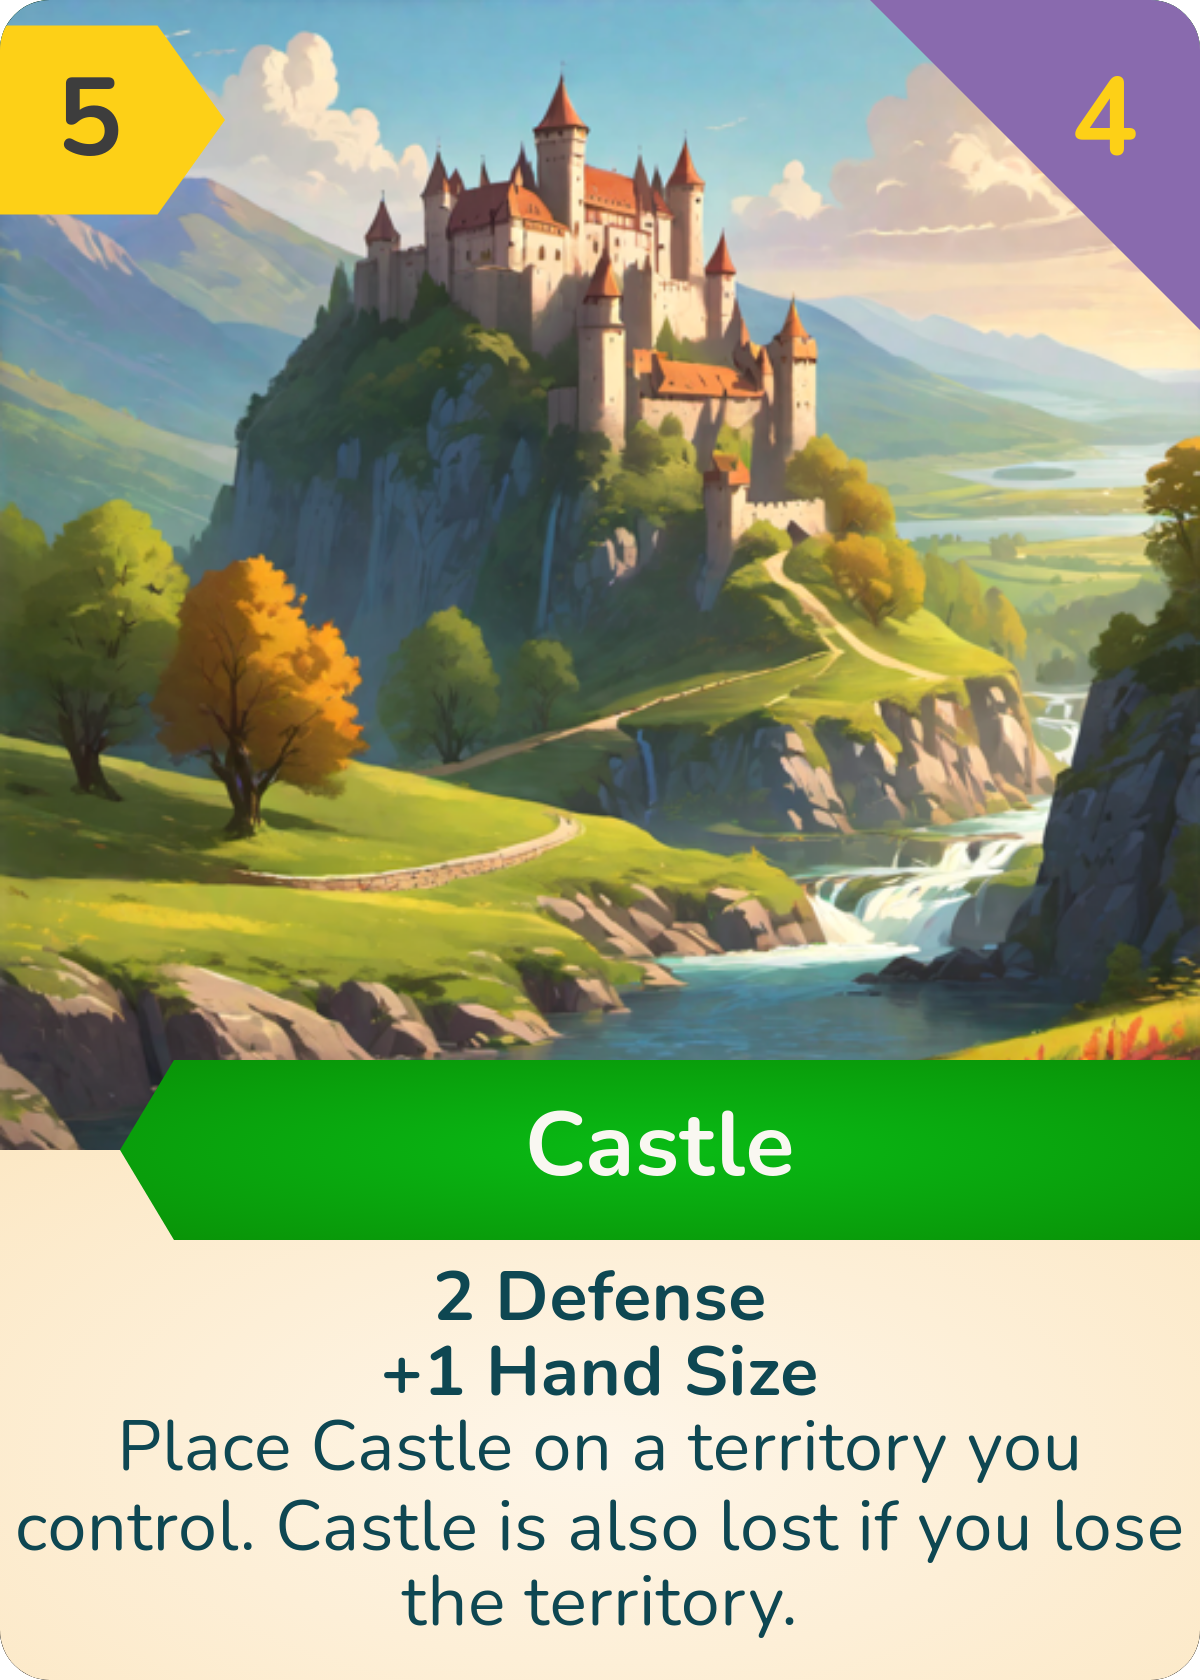 5
4
Castle
2 Defense
+1 Hand Size
Place Castle on a territory you
control. Castle is also lost if you lose
the territory.